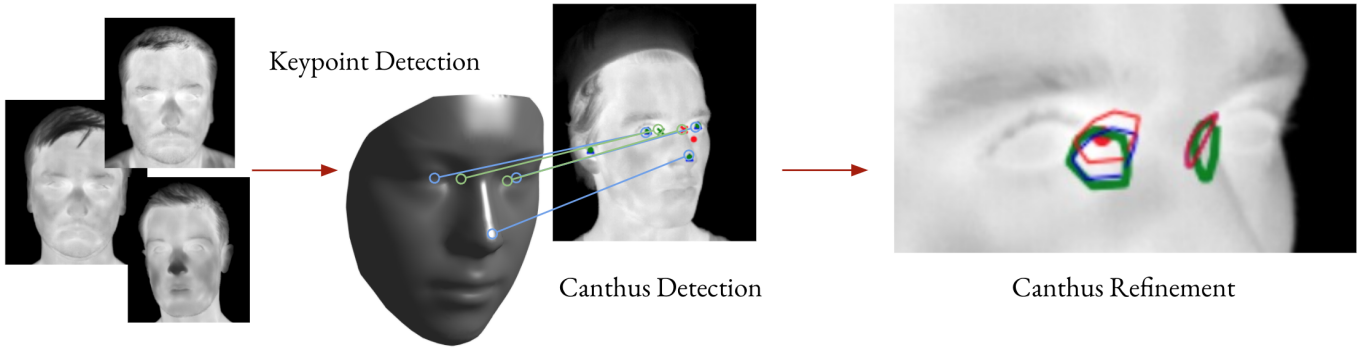 Keypoint Detection
Canthus Detection
Canthus Refinement